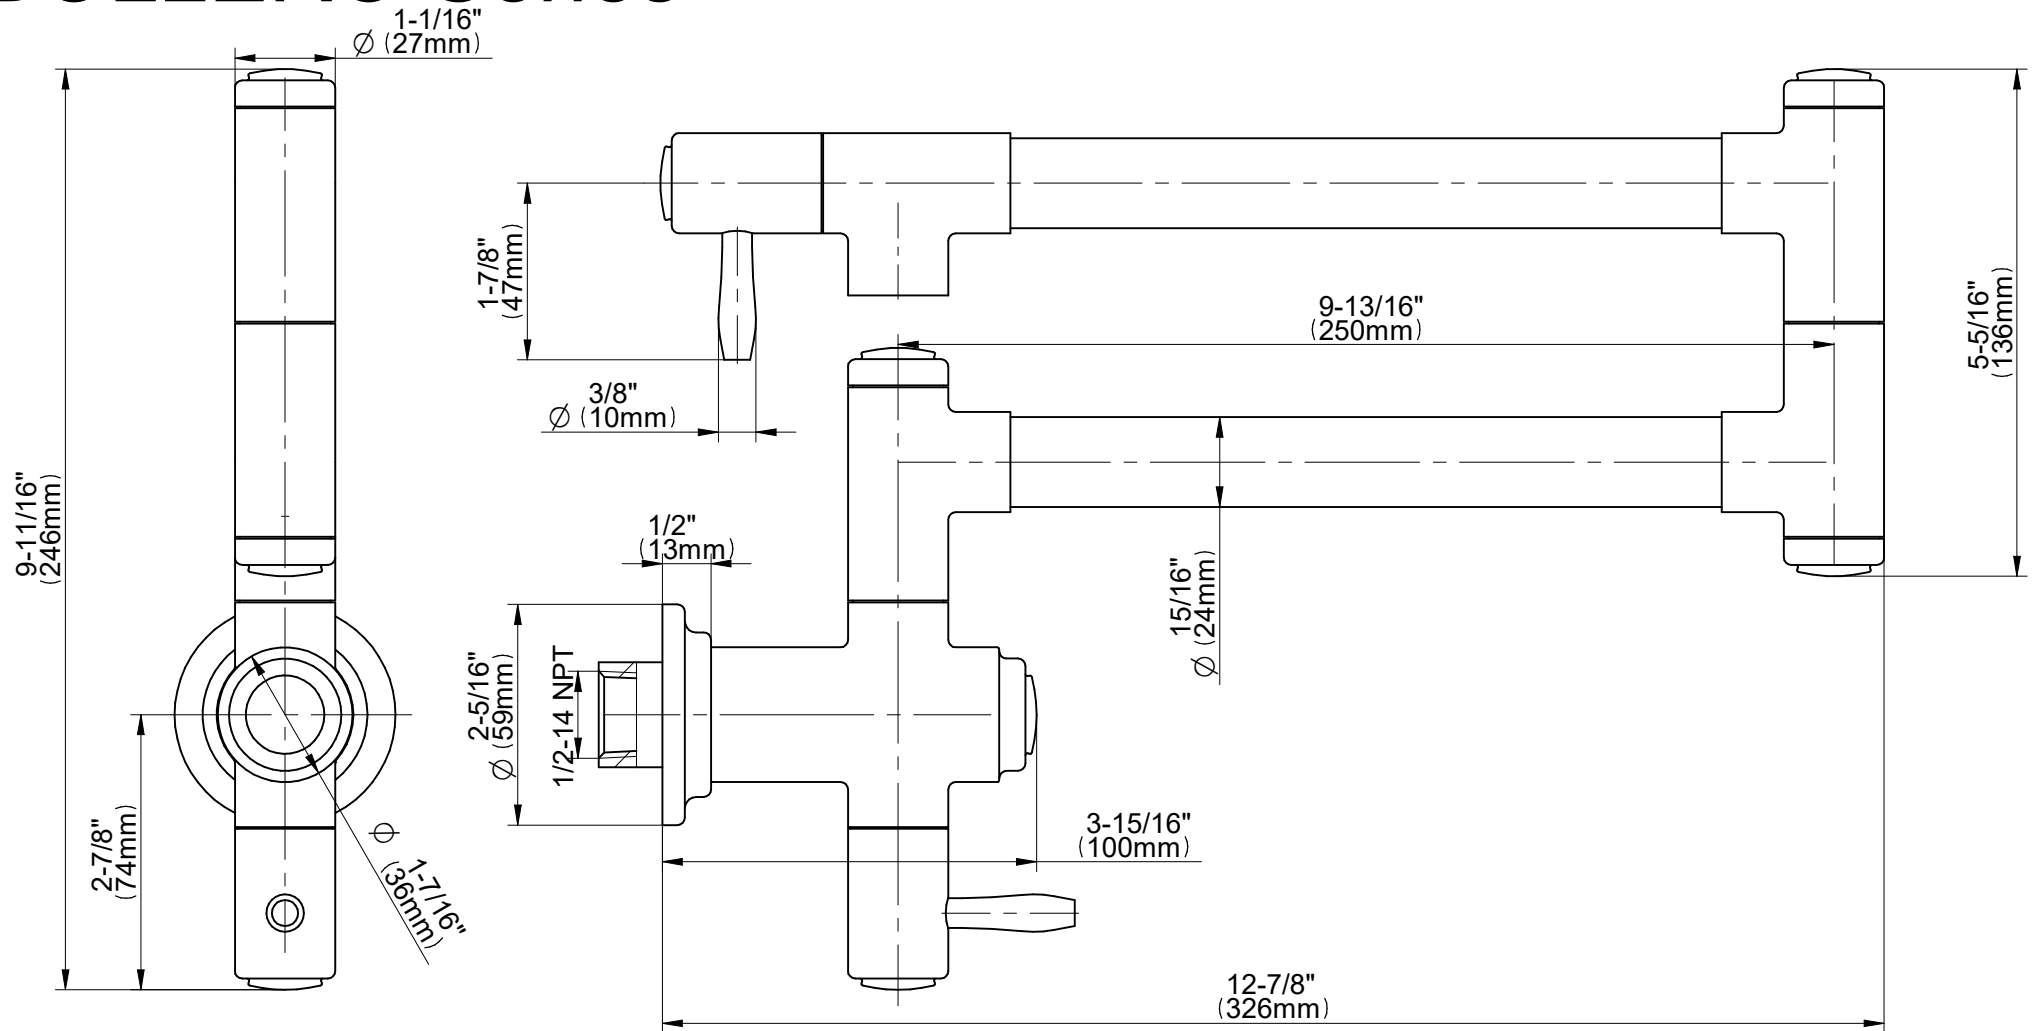 1-1/16"
Ø (27mm)
9-11/16"
(246mm)
2-7/8"
(74mm)
Ø 1-7/16"
(36mm)
1-7/8"
(47mm)
3/8"
Ø (10mm)
9-13/16"
(250mm)
5-5/16"
(136mm)
1/2"
(13mm)
15/16"
Ø (24mm)
2-5/16"
Ø (59mm)
1/2-14 NPT
3-15/16"
(100mm)
12-7/8"
(326mm)